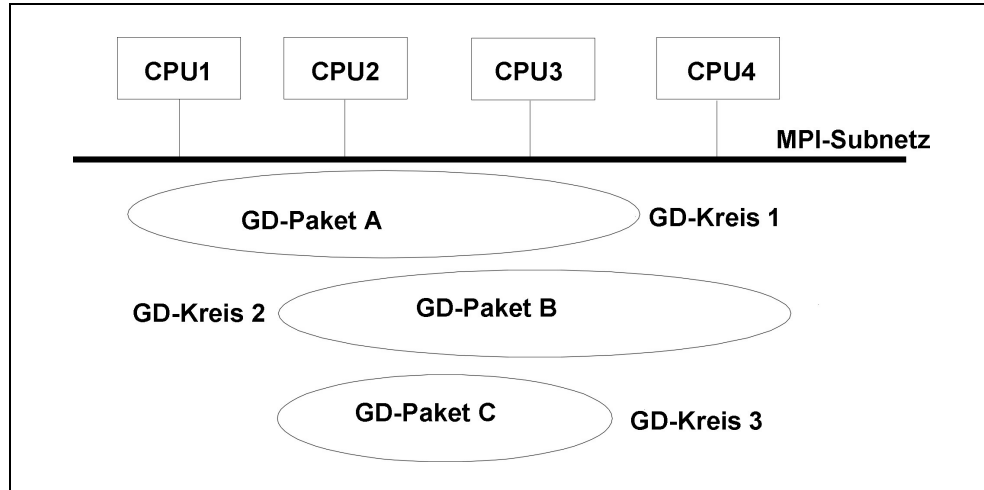 CPU1 CPU2 CPU3 CPU4
MPI-Subnetz
GD-Paket A GD-Kreis 1
GD-Kreis 2 GD-Paket B
GD-Paket C GD-Kreis 3